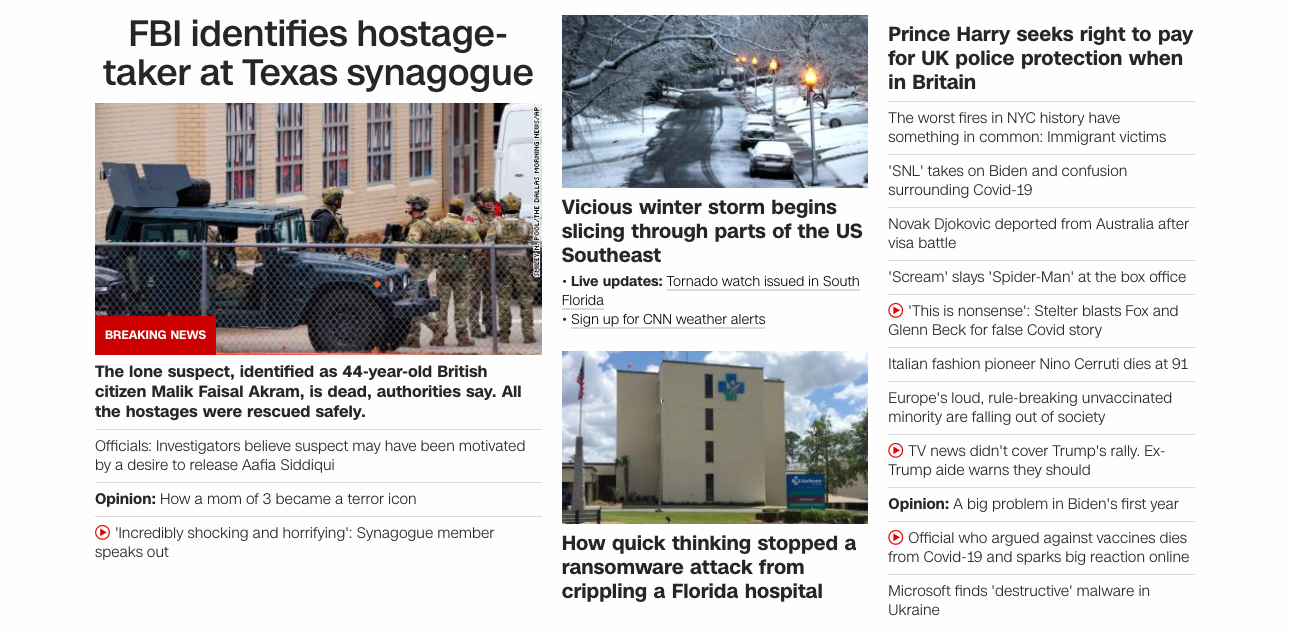 FBI identifies hostage-
taker at Texas synagogue
BREAKING NEWS
The lone suspect, identified as 44-year-old British
citizen Malik Faisal Akram, is dead, authorities say. All
the hostages were rescued safely.
Officials: Investigators believe suspect may have been motivated
by a desire to release Aafia Siddiqui
Opinion: How a mom of 3 became a terror icon
'Incredibly shocking and horrifying': Synagogue member
speaks out
Vicious winter storm begins
slicing through parts of the US
Southeast
• Live updates: Tornado watch issued in South
Florida
• Sign up for CNN weather alerts
How quick thinking stopped a
ransomware attack from
crippling a Florida hospital
Prince Harry seeks right to pay
for UK police protection when
in Britain
The worst fires in NYC history have
something in common: Immigrant victims
'SNL' takes on Biden and confusion
surrounding Covid-19
Novak Djokovic deported from Australia after
visa battle
'Scream' slays 'Spider-Man' at the box office
'This is nonsense': Stelter blasts Fox and
Glenn Beck for false Covid story
Italian fashion pioneer Nino Cerruti dies at 91
Europe's loud, rule-breaking unvaccinated
minority are falling out of society
TV news didn't cover Trump's rally. Ex-
Trump aide warns they should
Opinion: A big problem in Biden's first year
Official who argued against vaccines dies
from Covid-19 and sparks big reaction online
Microsoft finds 'destructive' malware in
Ukraine